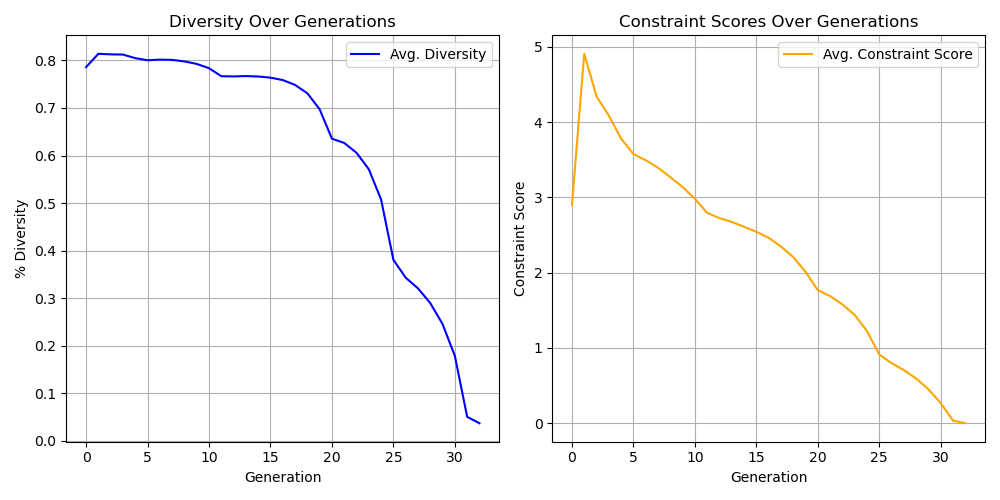 Diversity Over Generations
Avg. Diversity
% Diversity
0.8
0.7
0.6
0.5
0.4
0.3
0.2
0.1
0.0
0 5 10 15 20 25 30
Generation
Constraint Scores Over Generations
Avg. Constraint Score
Constraint Score
5
4
3
2
1
0
0 5 10 15 20 25 30
Generation